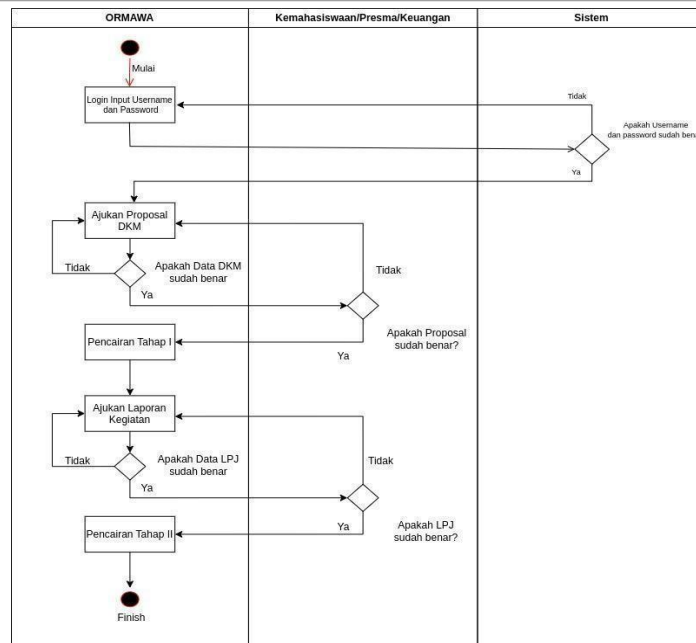 ORMAWA
Kemahasiswaan/Presma/Keuangan
Sistem
Mulai
Login Input Username
dan Password
Tidak
Apakah Username
dan password sudah
Ya
Ajukan Proposal
DKM
Tidak
Apakah Data DKM
sudah benar
Ya
Tidak
Apakah Proposal
sudah benar?
Ya
Pencairan Tahap I
Ajukan Laporan
Kegiatan
Tidak
Apakah Data LPJ
sudah benar
Ya
Tidak
Apakah LPJ
sudah benar?
Ya
Pencairan Tahap II
Finish